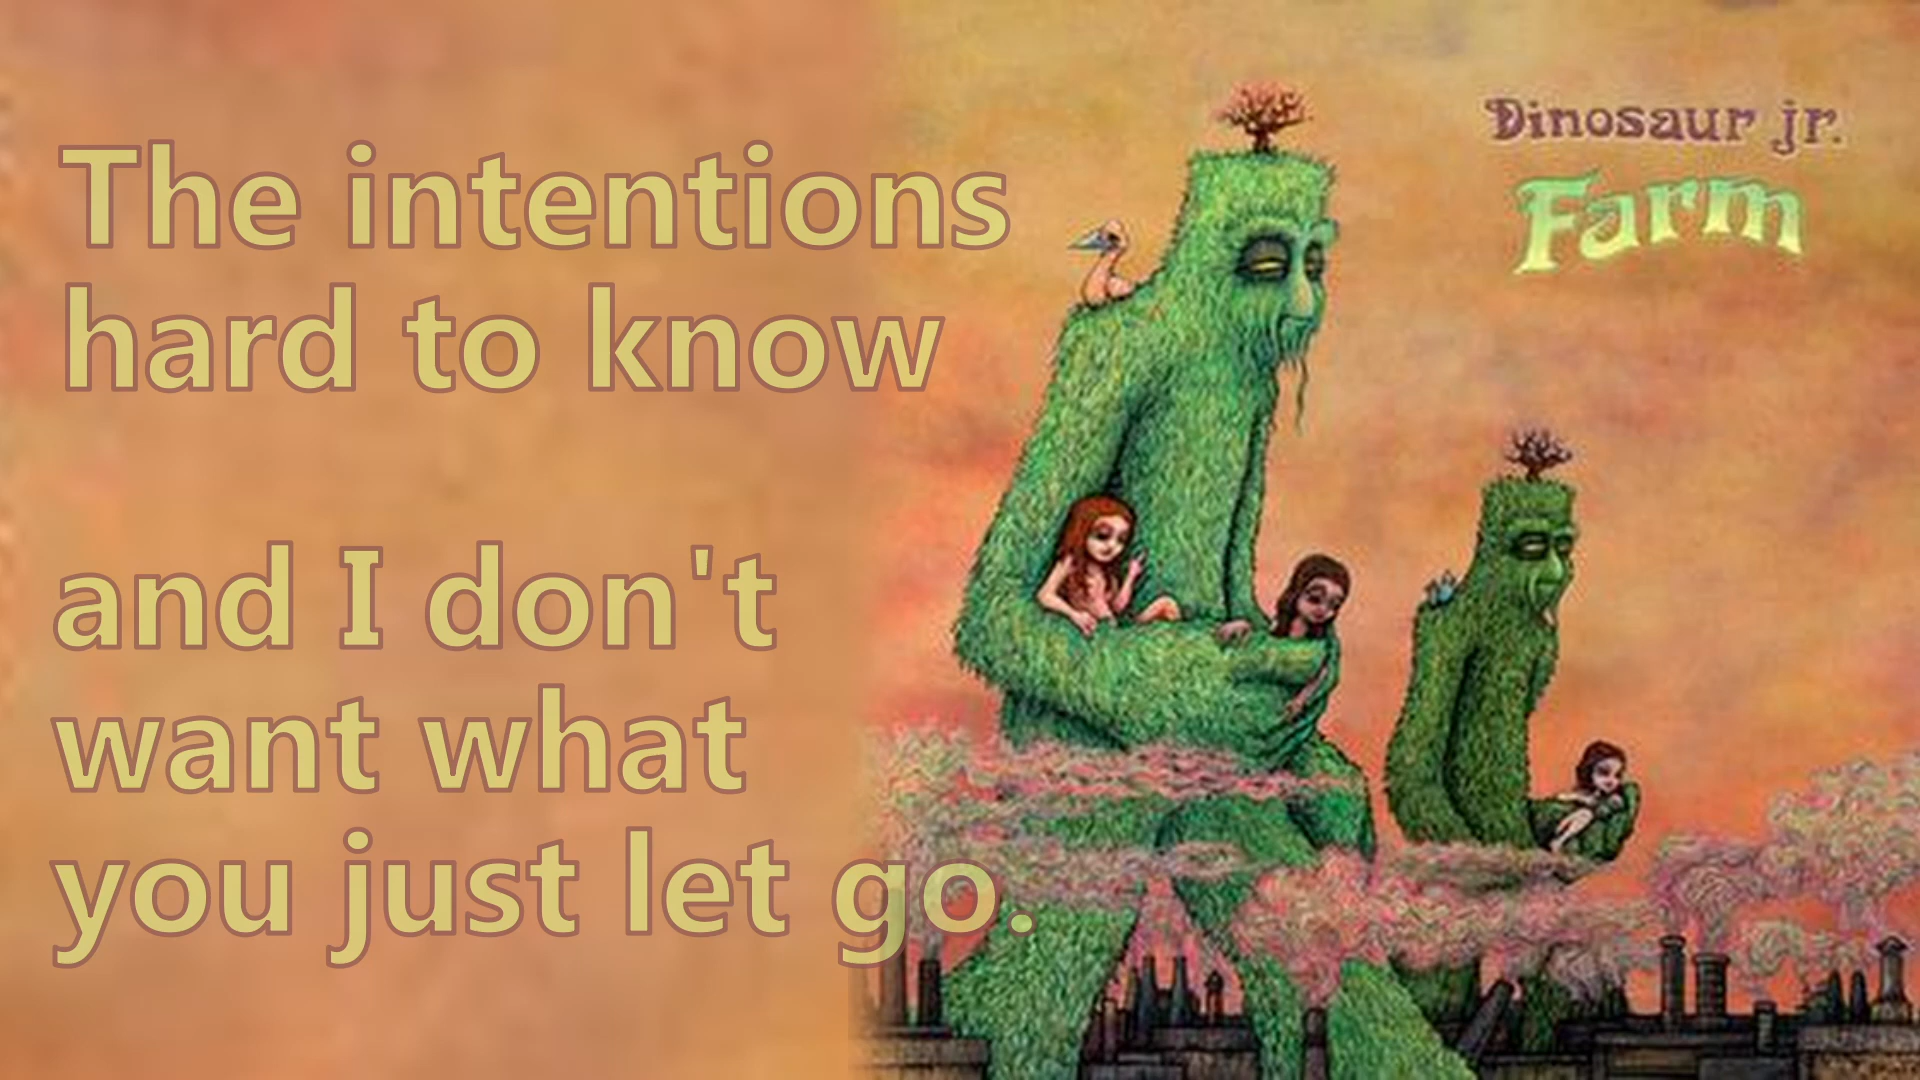 The intentions
hard to know
and I don't
want what
you just let go.
Dinosaur jr.
Farm